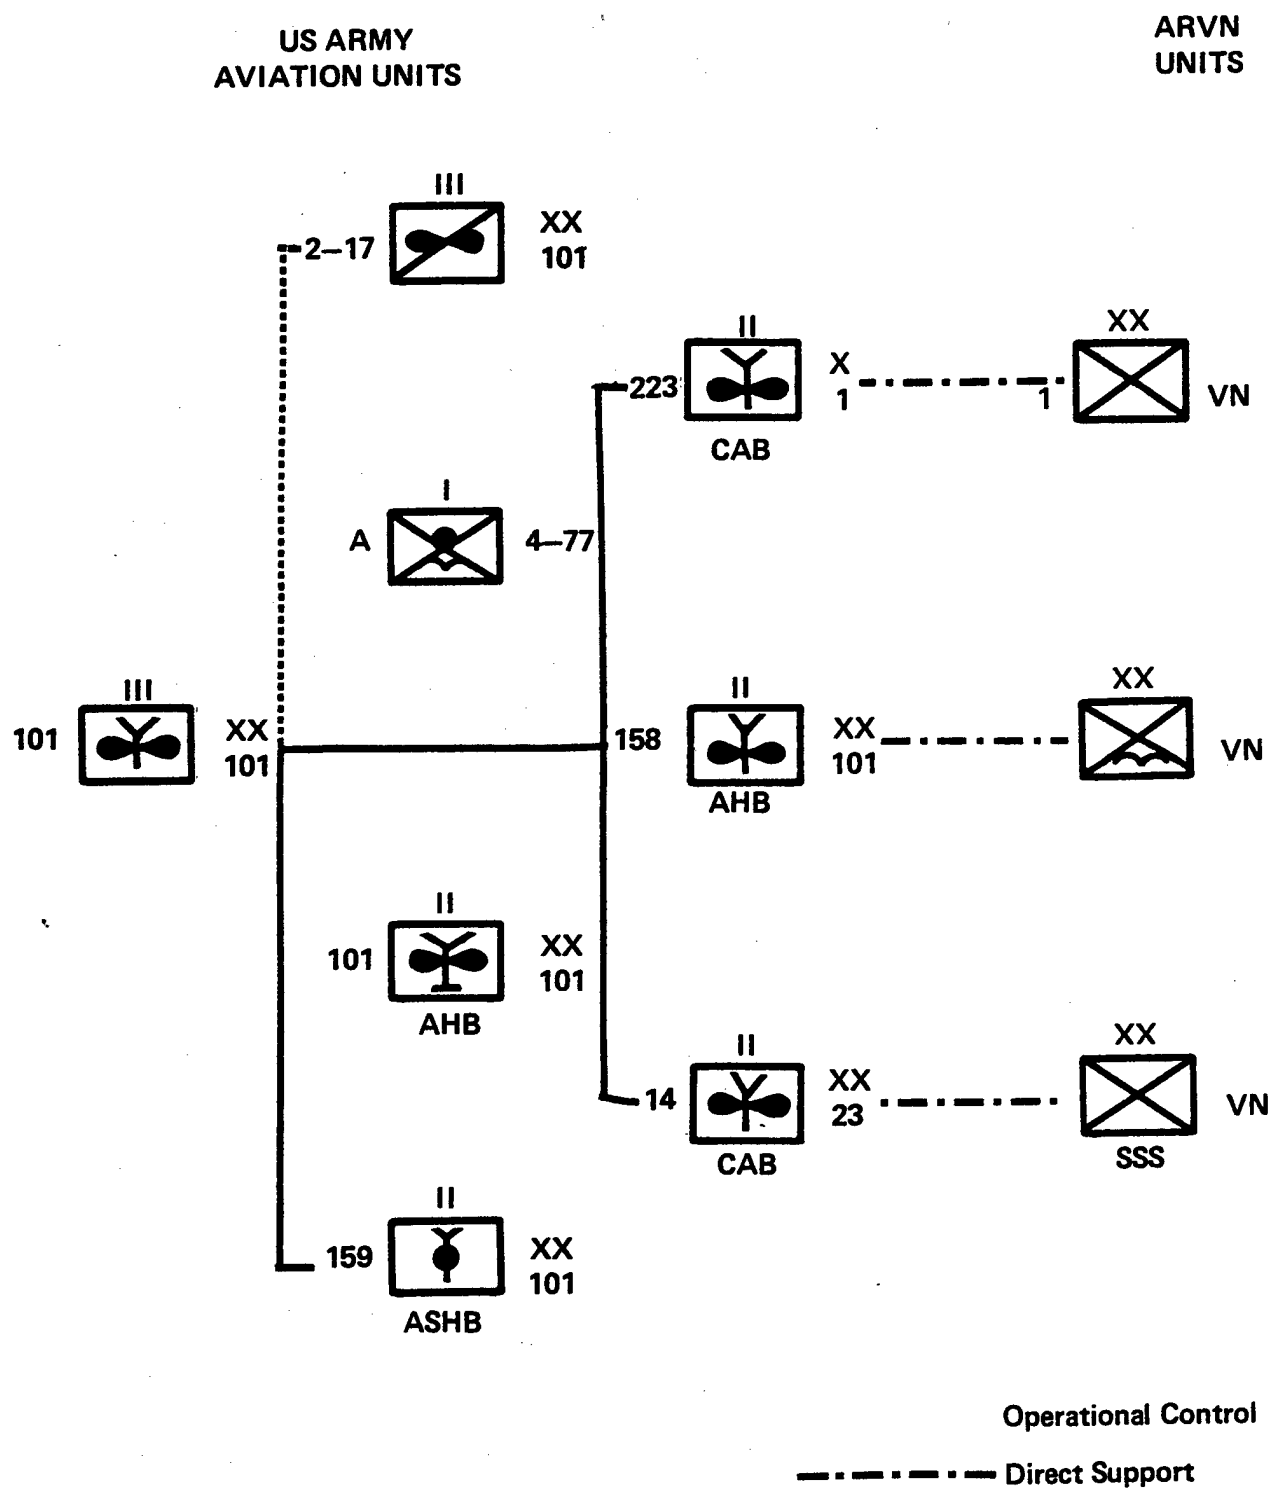 US ARMY
AVIATION UNITS
ARVN
UNITS
III
2–17
XX
101
II
223
X
1
1
XX
VN
CAB
I
A
4–77
III
101
XX
101
II
158
XX
101
XX
VN
AHB
II
101
XX
101
AHB
II
14
XX
23
XX
VN
CAB
SSS
II
159
XX
101
ASHB
Operational Control
Direct Support